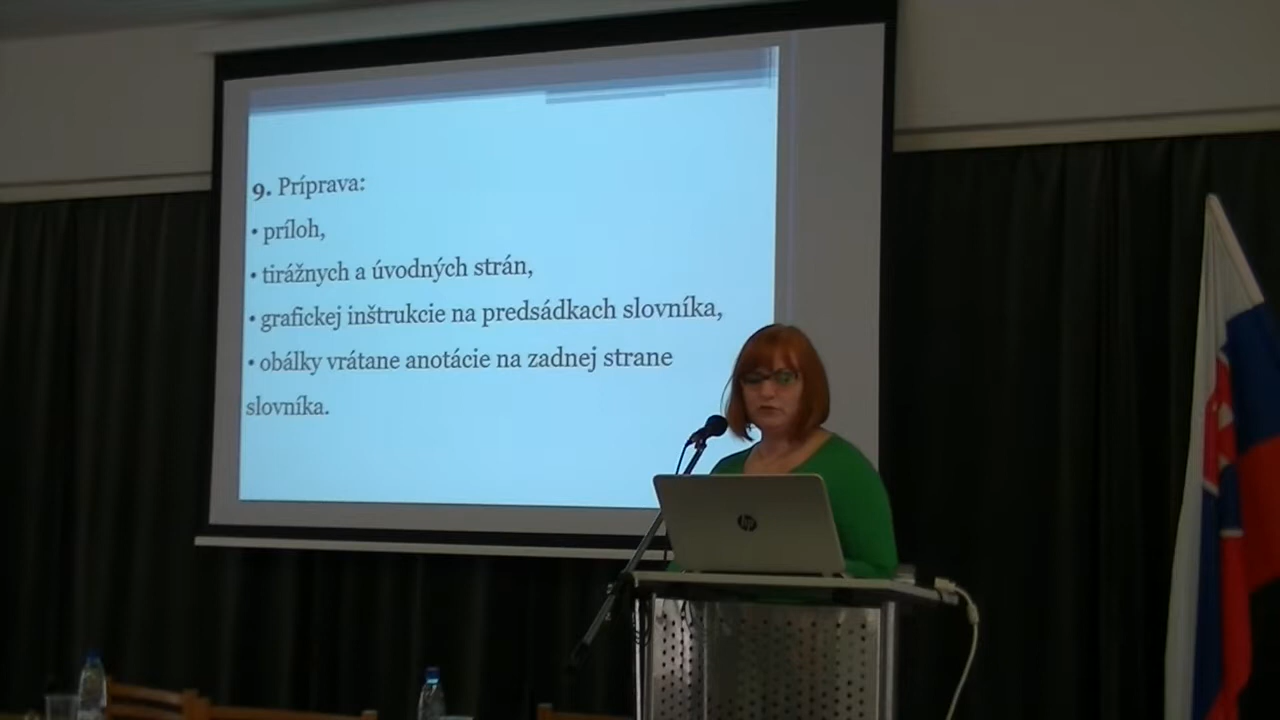 9. Príprava:
• príloh,
• tirážnych a úvodných strán,
• grafickej inštrukcie na predsádkach slovníka,
• obálky vrátane anotácie na zadnej strane
slovníka.
hp